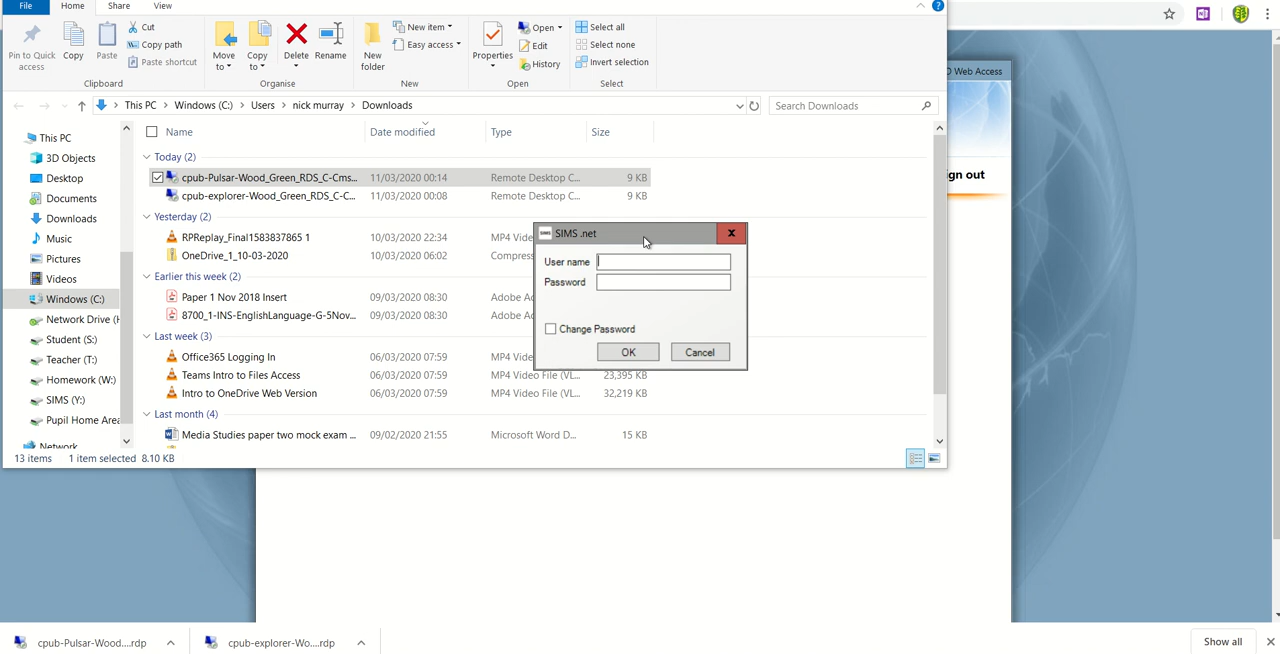 File Home Share View
Pin to Quick access
Copy
Paste
Cut
Copy path
Paste shortcut
Clipboard
Move to
Copy to
Delete
Rename
Organise
New folder
New item
Easy access
New
Properties
Open
Edit
History
Open
Select all
Select none
Invert selection
Select
D Web Access
This PC > Windows (C:) > Users > nick murray > Downloads
Search Downloads
Name Date modified Type Size
This PC
3D Objects
Desktop
Documents
Downloads
Music
Pictures
Videos
Windows (C:)
Network Drive (H
Student (S:)
Teacher (T:)
Homework (W:)
SIMS (Y:)
Pupil Home Area
Network
Today (2)
cpub-Pulsar-Wood_Green_RDS_C-Cms... 11/03/2020 00:14 Remote Desktop C... 9 KB
cpub-explorer-Wood_Green_RDS_C-C... 11/03/2020 00:08 Remote Desktop C... 9 KB
Yesterday (2)
RPReplay_Final1583837865 1 10/03/2020 22:34 MP4 Vide
OneDrive_1_10-03-2020 10/03/2020 06:02 Compress
Earlier this week (2)
Paper 1 Nov 2018 Insert 09/03/2020 08:30 Adobe A
8700_1-INS-EnglishLanguage-G-5Nov... 09/03/2020 08:30 Adobe A
Last week (3)
Office365 Logging In 06/03/2020 07:59 MP4 Vide
Teams Intro to Files Access 06/03/2020 07:59 MP4 Video File (VL... 23,395 KB
Intro to OneDrive Web Version 06/03/2020 07:59 MP4 Video File (VL... 32,219 KB
Last month (4)
Media Studies paper two mock exam ... 09/02/2020 21:55 Microsoft Word D... 15 KB
13 items 1 item selected 8.10 KB
SIMS .net
User name
Password
Change Password
OK Cancel
ign out
cpub-Pulsar-Wood....rdp
cpub-explorer-Wo....rdp
Show all